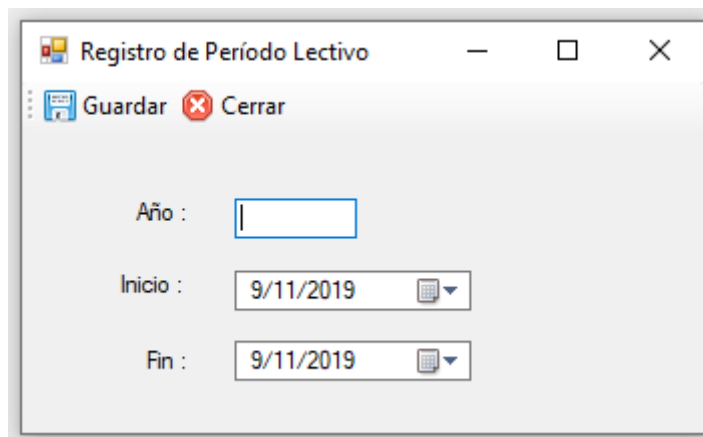 Registro de Período Lectivo
Guardar Cerrar
Año :
Inicio : 9/11/2019
Fin : 9/11/2019